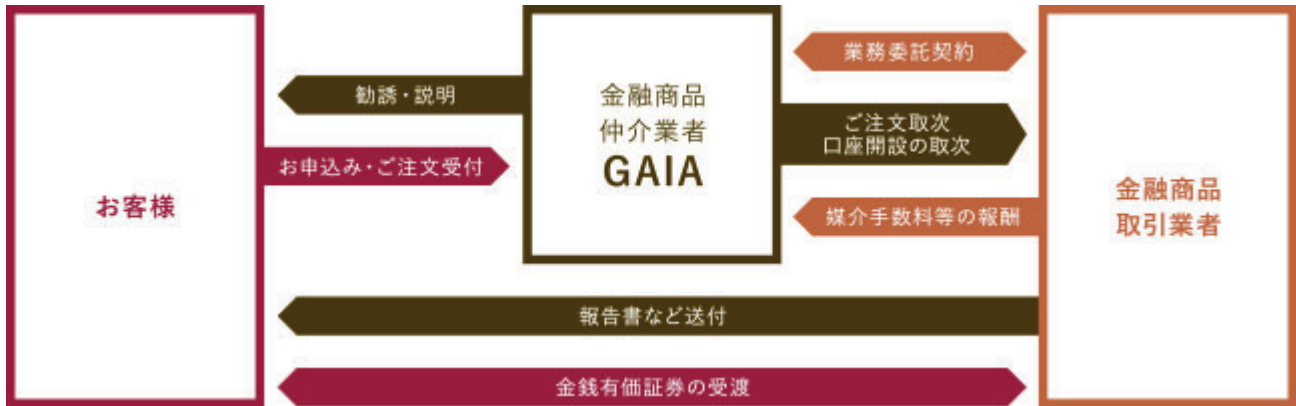 お客様
勧誘・説明
お申込み・ご注文受付
金融商品
仲介業者
GAIA
業務委託契約
ご注文取次
口座開設の取次
媒介手数料等の報酬
金融商品
取引業者
報告書など送付
金銭有価証券の受渡